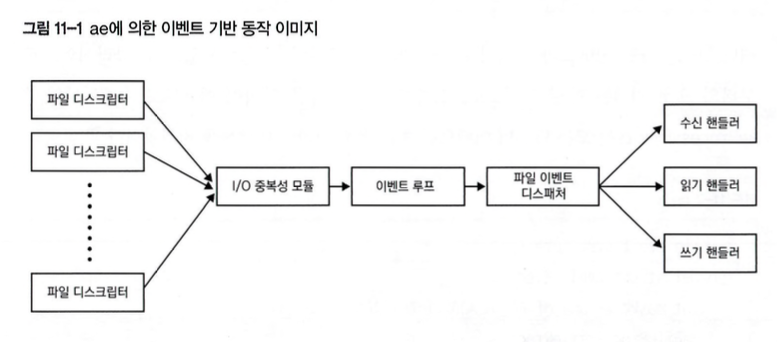 그림 11-1 ae에 의한 이벤트 기반 동작 이미지
파일 디스크립터
파일 디스크립터
파일 디스크립터
I/O 중복성 모듈
이벤트 루프
파일 이벤트
디스패처
수신 핸들러
읽기 핸들러
쓰기 핸들러